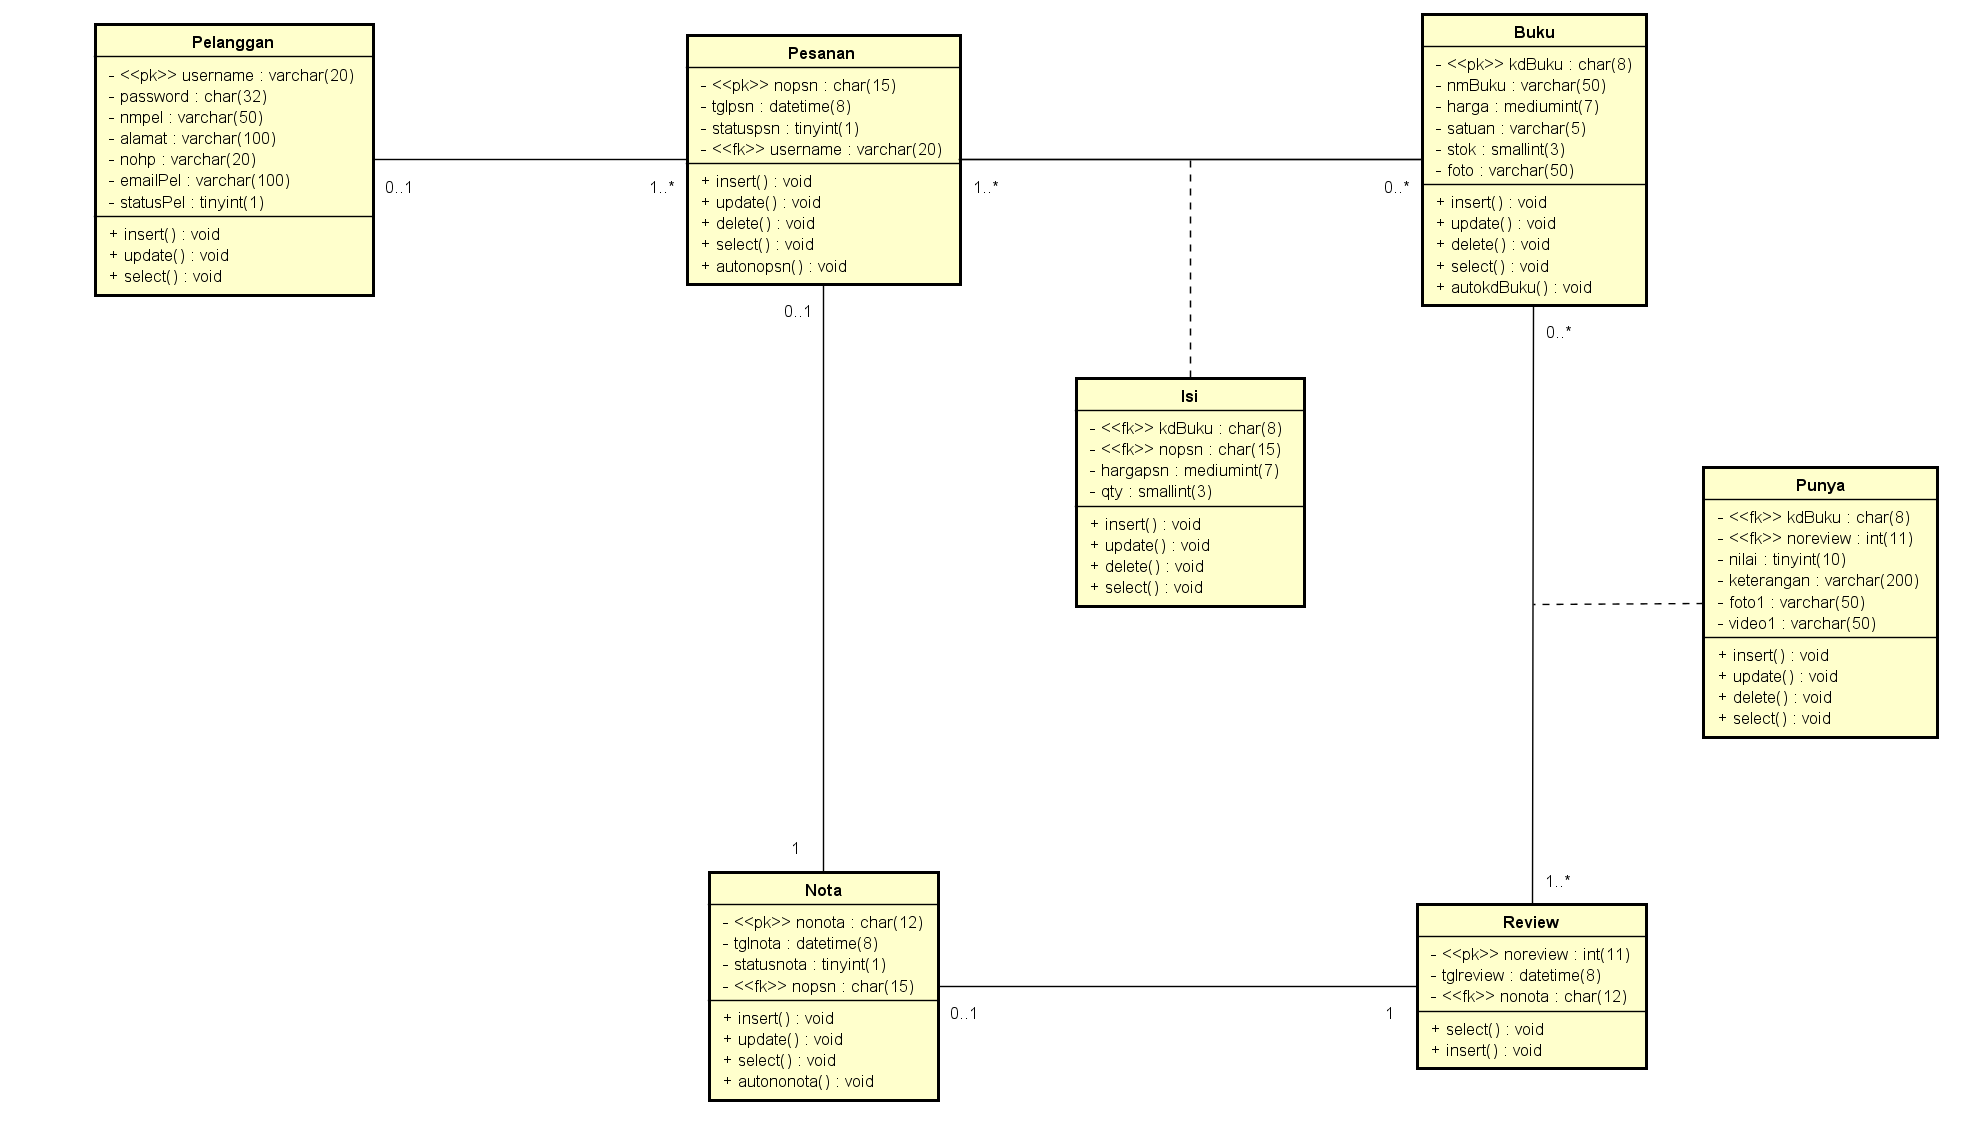 Pelanggan
- <<pk>> username : varchar(20)
- password : char(32)
- nmpel : varchar(50)
- alamat : varchar(100)
- nohp : varchar(20)
- emailPel : varchar(100)
- statusPel : tinyint(1)
+ insert() : void
+ update() : void
+ select() : void
0..1
1..*
Pesanan
- <<pk>> nopsn : char(15)
- tglpsn : datetime(8)
- statuspsn : tinyint(1)
- <<fk>> username : varchar(20)
+ insert() : void
+ update() : void
+ delete() : void
+ select() : void
+ autonopsn() : void
1..*
0..*
0..1
Buku
- <<pk>> kdBuku : char(8)
- nmBuku : varchar(50)
- harga : mediumint(7)
- satuan : varchar(5)
- stok : smallint(3)
- foto : varchar(50)
+ insert() : void
+ update() : void
+ delete() : void
+ select() : void
+ autokdBuku() : void
0..*
Isi
- <<fk>> kdBuku : char(8)
- <<fk>> nopsn : char(15)
- hargapsn : mediumint(7)
- qty : smallint(3)
+ insert() : void
+ update() : void
+ delete() : void
+ select() : void
Punya
- <<fk>> kdBuku : char(8)
- <<fk>> noreview : int(11)
- nilai : tinyint(10)
- keterangan : varchar(200)
- foto1 : varchar(50)
- video1 : varchar(50)
+ insert() : void
+ update() : void
+ delete() : void
+ select() : void
1
Nota
- <<pk>> nonota : char(12)
- tglnota : datetime(8)
- statusnota : tinyint(1)
- <<fk>> nopsn : char(15)
+ insert() : void
+ update() : void
+ select() : void
+ autononota() : void
0..1
1
1..*
Review
- <<pk>> noreview : int(11)
- tglreview : datetime(8)
- <<fk>> nonota : char(12)
+ select() : void
+ insert() : void